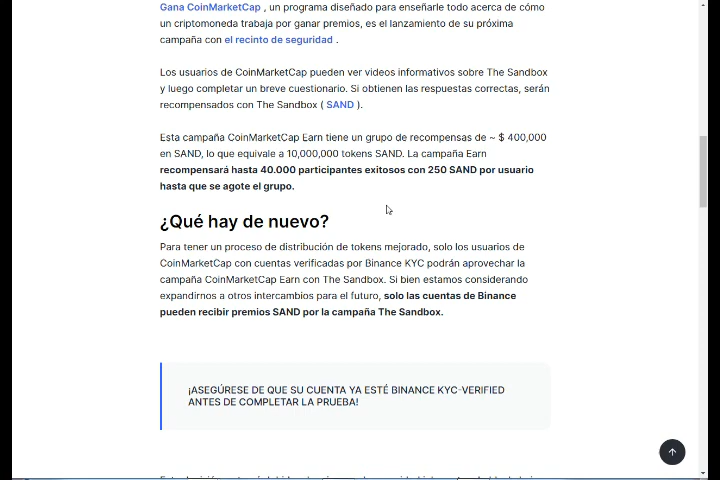 Gana CoinMarketCap , un programa diseñado para enseñarle todo acerca de cómo
un criptomoneda trabaja por ganar premios, es el lanzamiento de su próxima
campaña con el recinto de seguridad .
Los usuarios de CoinMarketCap pueden ver videos informativos sobre The Sandbox
y luego completar un breve cuestionario. Si obtienen las respuestas correctas, serán
recompensados con The Sandbox ( SAND ).
Esta campaña CoinMarketCap Earn tiene un grupo de recompensas de ~ $ 400,000
en SAND, lo que equivale a 10,000,000 tokens SAND. La campaña Earn
recompensará hasta 40.000 participantes exitosos con 250 SAND por usuario
hasta que se agote el grupo.
¿Qué hay de nuevo?
Para tener un proceso de distribución de tokens mejorado, solo los usuarios de
CoinMarketCap con cuentas verificadas por Binance KYC podrán aprovechar la
campaña CoinMarketCap Earn con The Sandbox. Si bien estamos considerando
expandirnos a otros intercambios para el futuro, solo las cuentas de Binance
pueden recibir premios SAND por la campaña The Sandbox.
¡ASEGÚRESE DE QUE SU CUENTA YA ESTÉ BINANCE KYC-VERIFIED
ANTES DE COMPLETAR LA PRUEBA!